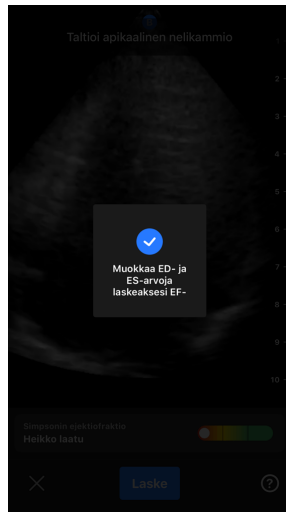 Taltioi apikaalinen nelikammio
1
2
3
4
5
6
7
8
9
10
Muokkaa ED- ja
ES-arvoja
laskeaksesi EF-
Simpsonin ejektiofraktio
Heikko laatu
Laske
?